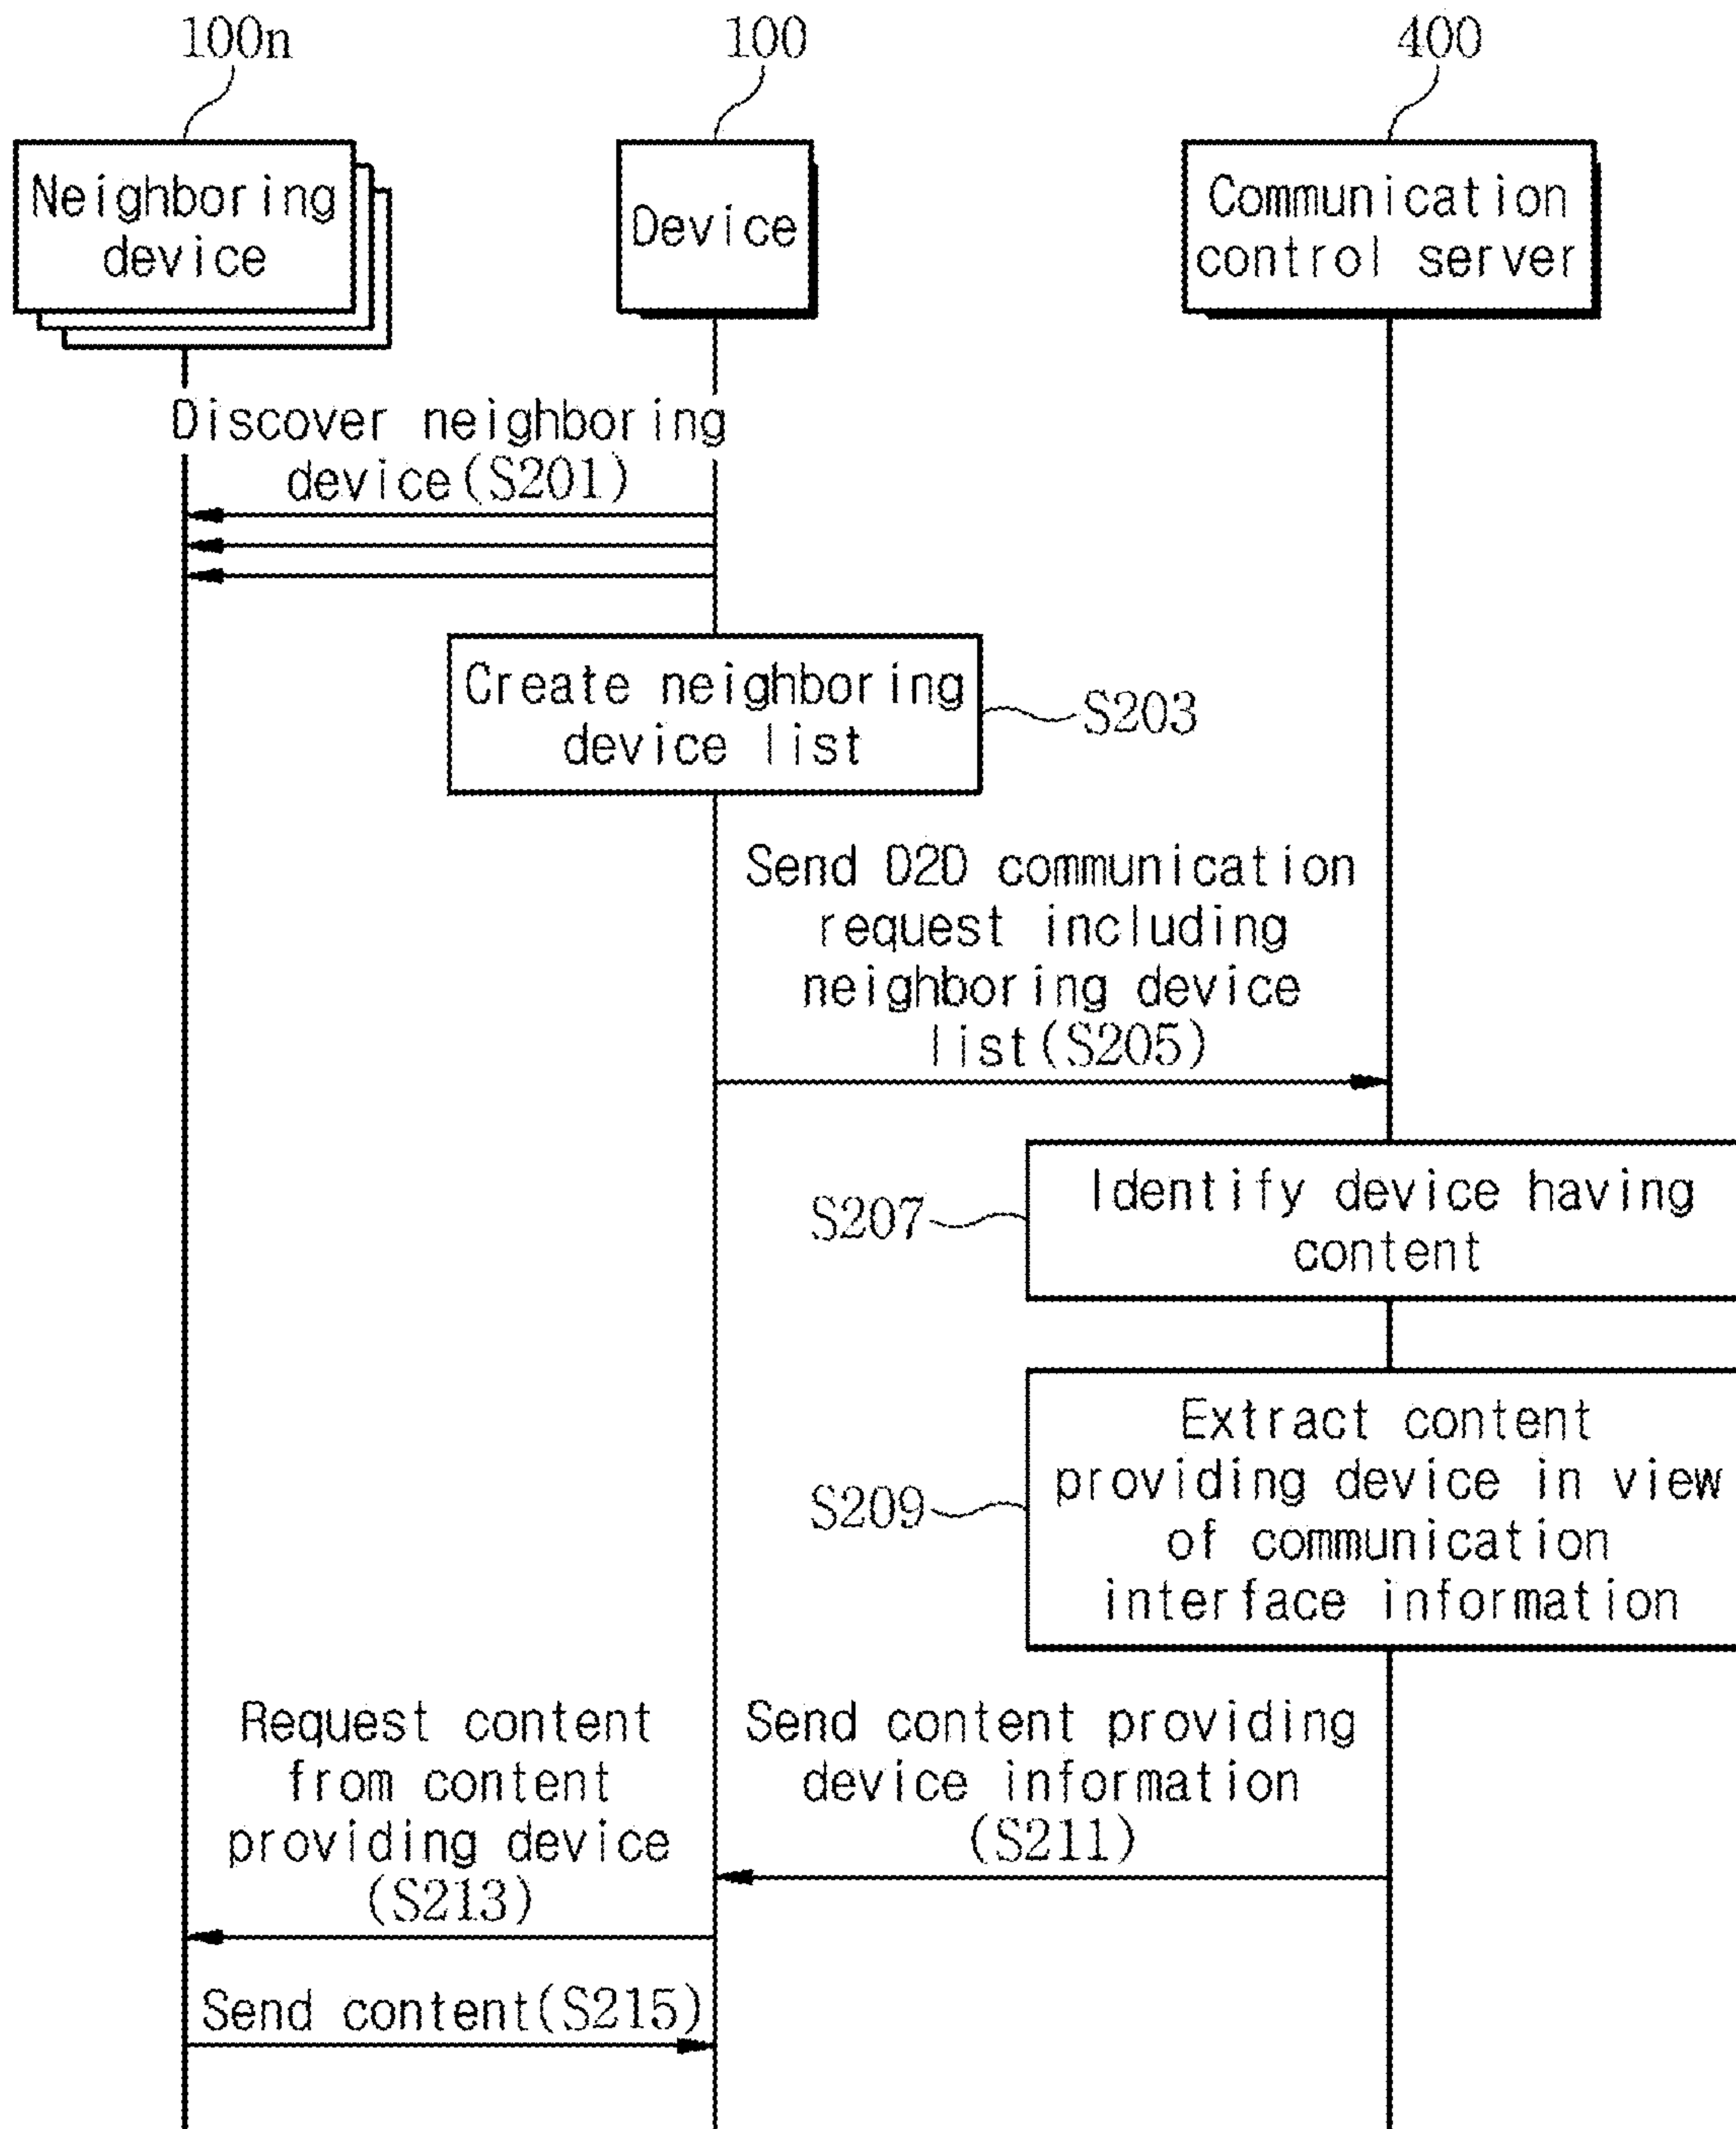 100n
100
400
Neighboring
device
Device
Communication
control server
Discover neighboring
device(S201)
Create neighboring
device list
S203
Send D2D communication
request including
neighboring device
list(S205)
Identify device having
content
S207
Extract content
providing device in view
of communication
interface information
S209
Send content providing
device information
(S211)
Request content
from content
providing device
(S213)
Send content(S215)